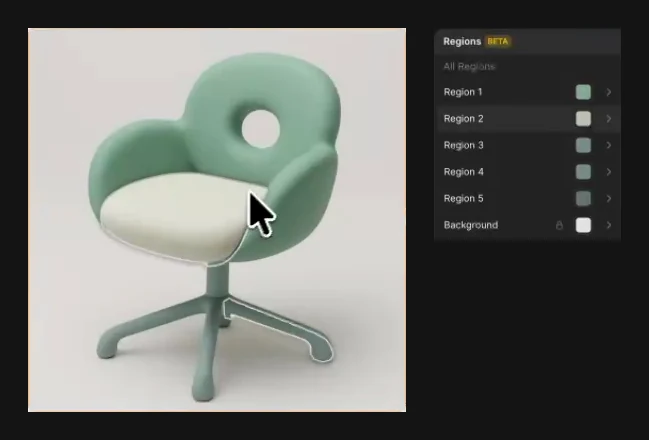 Regions BETA
All Regions
Region 1
Region 2
Region 3
Region 4
Region 5
Background